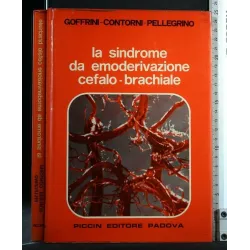 GOFFRINI-CONTORNI-PELLEGRINO
la sindrome
da emoderivazione
cefalo-brachiale
PICCIN EDITORE PADOVA